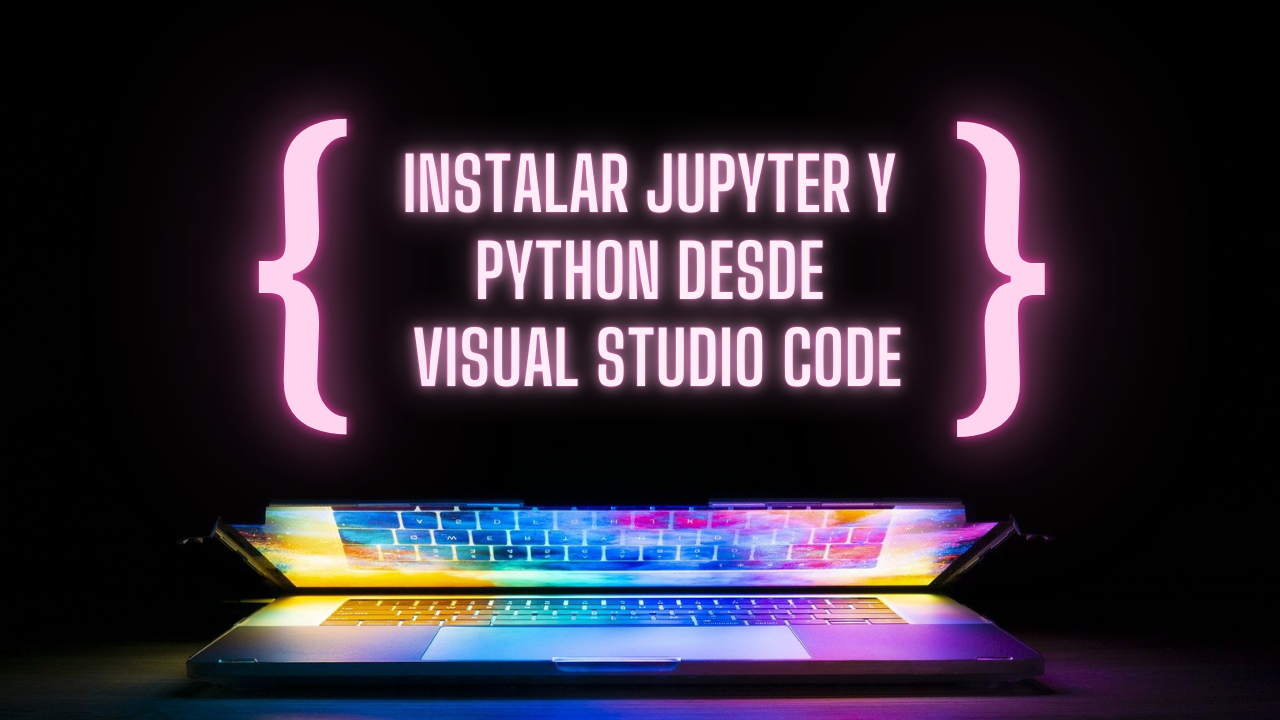 { INSTALAR JUPYTER Y }
PYTHON DESDE
VISUAL STUDIO CODE